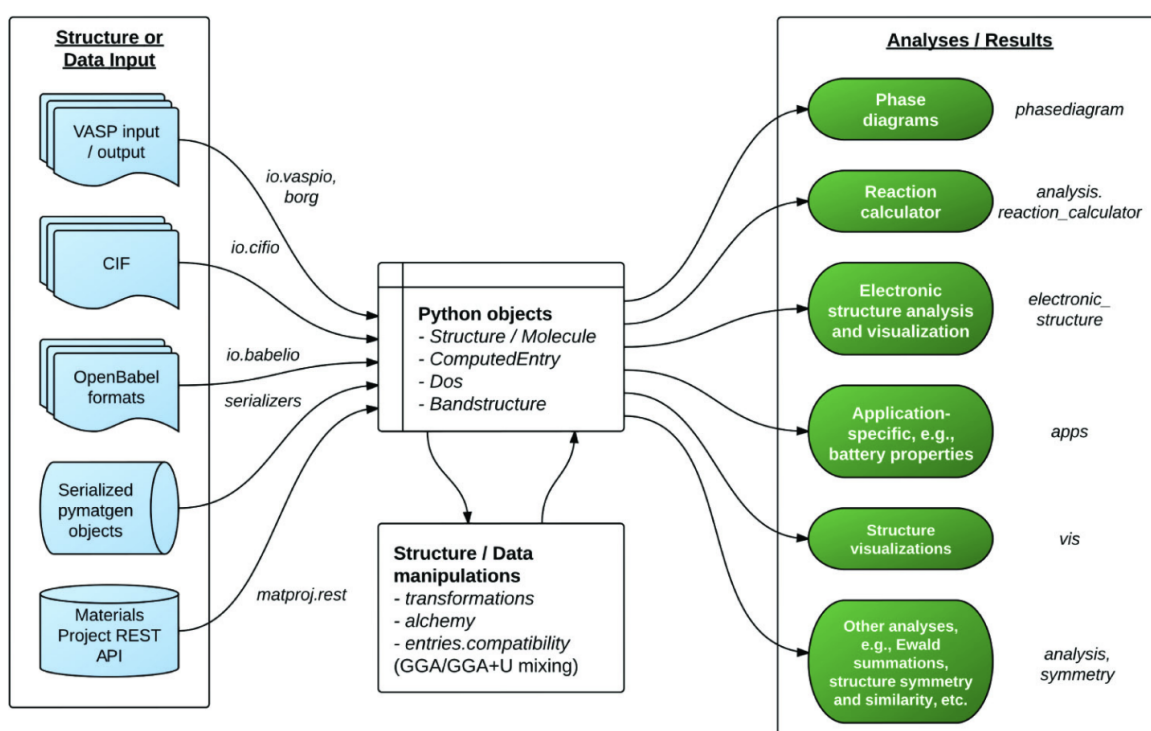 Structure or
Data Input
VASP input
/ output
CIF
OpenBabel
formats
Serialized
pymatgen
objects
Materials
Project REST
API
io.vaspio,
borg
io.cifio
io.babelio
serializers
matproj.rest
Python objects
- Structure / Molecule
- ComputedEntry
- Dos
- Bandstructure
Structure / Data
manipulations
- transformations
- alchemy
- entries.compatibility
(GGA/GGA+U mixing)
Analyses / Results
Phase
diagrams
phasediagram
Reaction
calculator
analysis.
reaction_calculator
Electronic
structure analysis
and visualization
electronic_
structure
Application-
specific, e.g.,
battery properties
apps
Structure
visualizations
vis
Other analyses,
e.g., Ewald
summations,
structure symmetry
and similarity, etc.
analysis,
symmetry